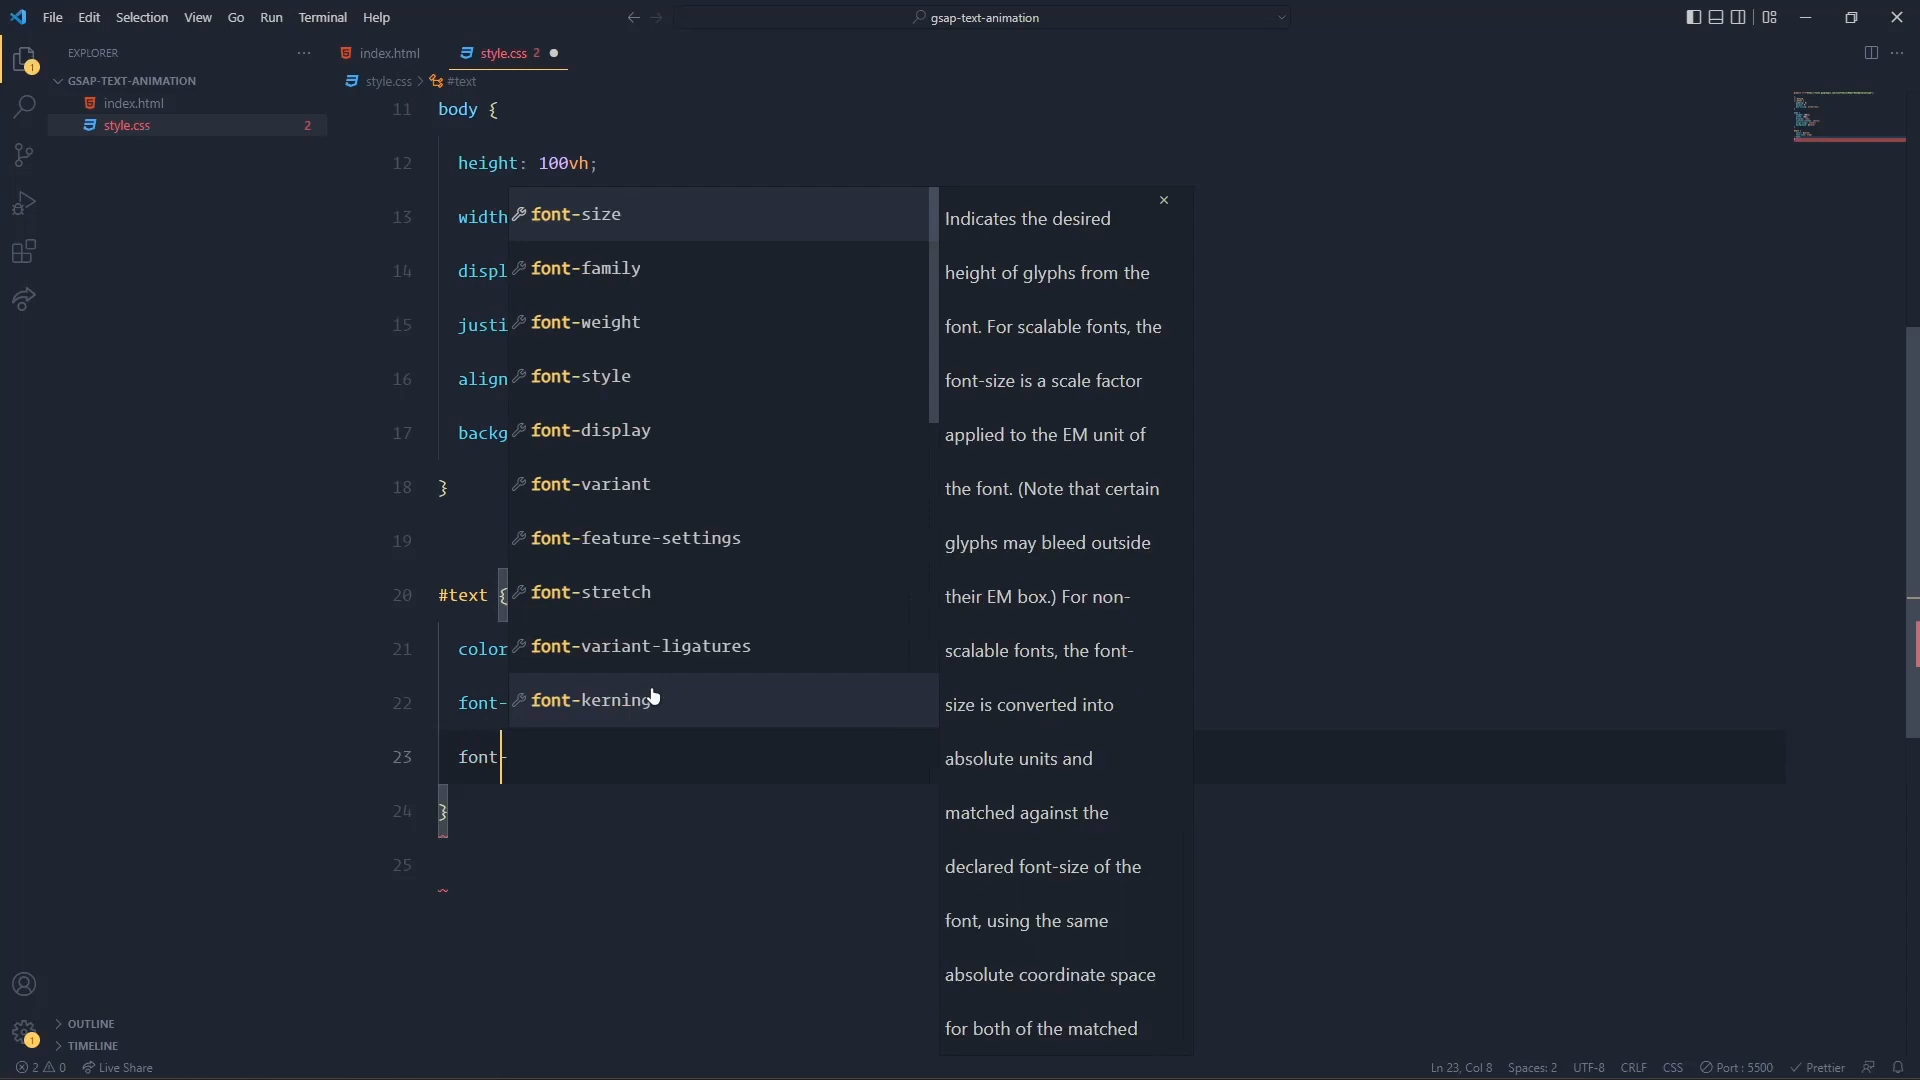 File Edit Selection View Go Run Terminal Help
gsap-text-animation
EXPLORER
GSAP-TEXT-ANIMATION
index.html
style.css 2
index.html style.css 2
style.css > #text
11 body {
12 height: 100vh;
13 width
14 displ
15 justi
16 align
17 backg
18 }
19
20 #text {
21 color
22 font-
23 font-
24 }
25
font-size
font-family
font-weight
font-style
font-display
font-variant
font-feature-settings
font-stretch
font-variant-ligatures
font-kerning
Indicates the desired
height of glyphs from the
font. For scalable fonts, the
font-size is a scale factor
applied to the EM unit of
the font. (Note that certain
glyphs may bleed outside
their EM box.) For non-
scalable fonts, the font-
size is converted into
absolute units and
matched against the
declared font-size of the
font, using the same
absolute coordinate space
for both of the matched
1
1
OUTLINE
TIMELINE
2 0 Live Share
Ln 23, Col 8 Spaces: 2 UTF-8 CRLF CSS Port : 5500 Prettier